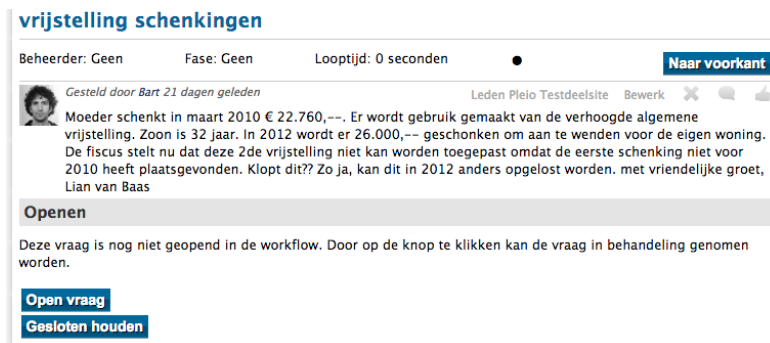 vrijstelling schenkingen
Beheerder: Geen Fase: Geen Looptijd: 0 seconden Naar voorkant
Gesteld door Bart 21 dagen geleden Leden Pleio Testdeelsite Bewerk
Moeder schenkt in maart 2010 € 22.760,--. Er wordt gebruik gemaakt van de verhoogde algemene
vrijstelling. Zoon is 32 jaar. In 2012 wordt er 26.000,-- geschonken om aan te wenden voor de eigen woning.
De fiscus stelt nu dat deze 2de vrijstelling niet kan worden toegepast omdat de eerste schenking niet voor
2010 heeft plaatsgevonden. Klopt dit?? Zo ja, kan dit in 2012 anders opgelost worden. met vriendelijke groet,
Lian van Baas
Openen
Deze vraag is nog niet geopend in de workflow. Door op de knop te klikken kan de vraag in behandeling genomen
worden.
Open vraag
Gesloten houden